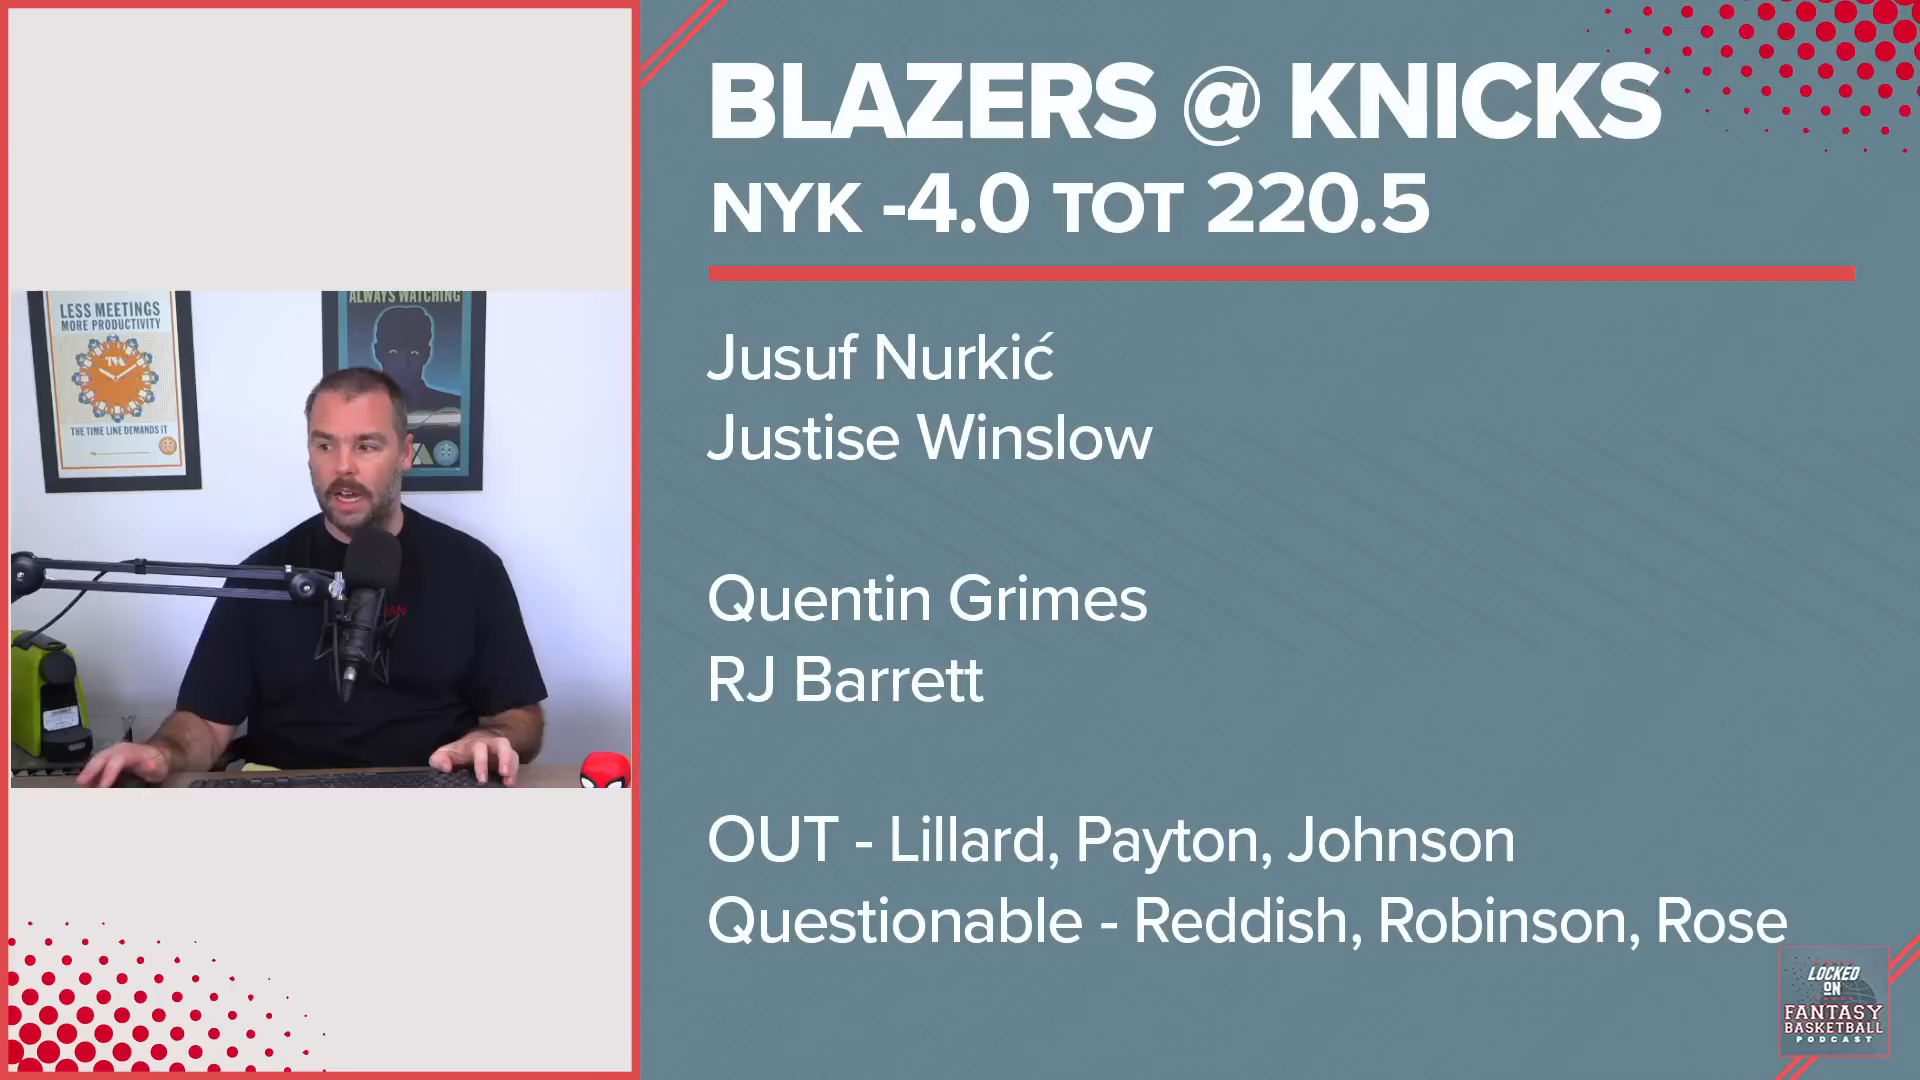 BLAZERS @ KNICKS
NYK -4.0 TOT 220.5
Jusuf Nurkić
Justise Winslow
Quentin Grimes
RJ Barrett
OUT - Lillard, Payton, Johnson
Questionable - Reddish, Robinson, Rose
LESS MEETINGS
MORE PRODUCTIVITY
TVA
THE TIME LINE DEMANDS IT
ALWAYS WATCHING
LOCKED
ON
FANTASY
BASKETBALL
PODCAST